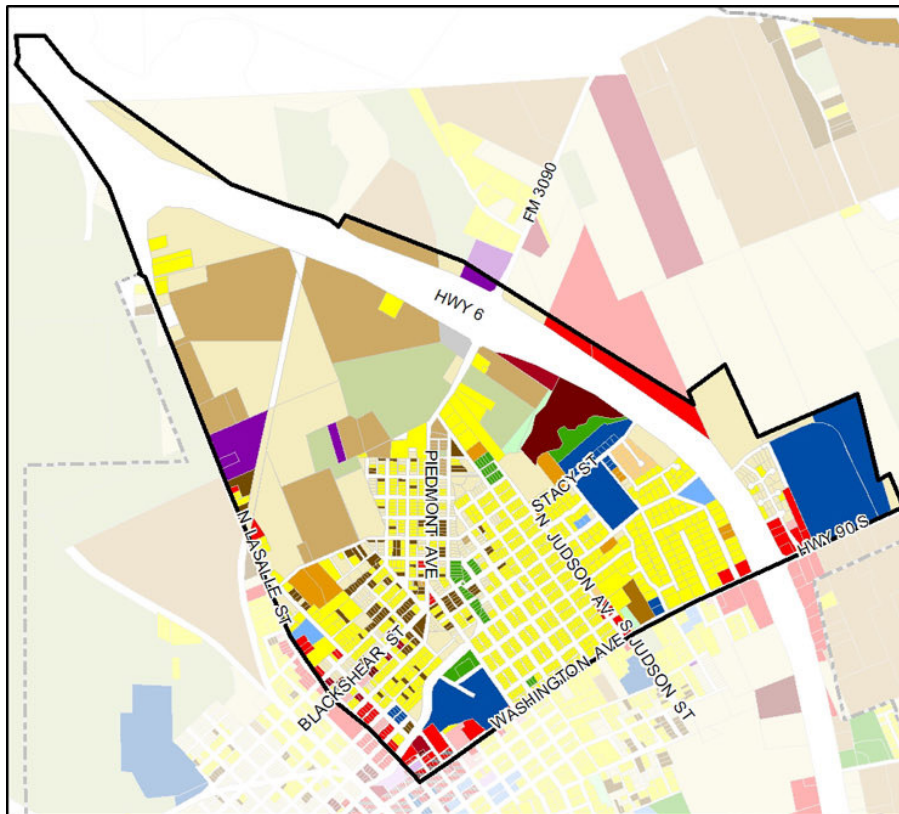 FM 3090
HWY 6
PIEDMONT AVE
STACY ST
N JUDSON AV.
HWY 90 S
N LASALLE ST
S JUDSON ST
BLACKSHEAR ST
WASHINGTON AVE